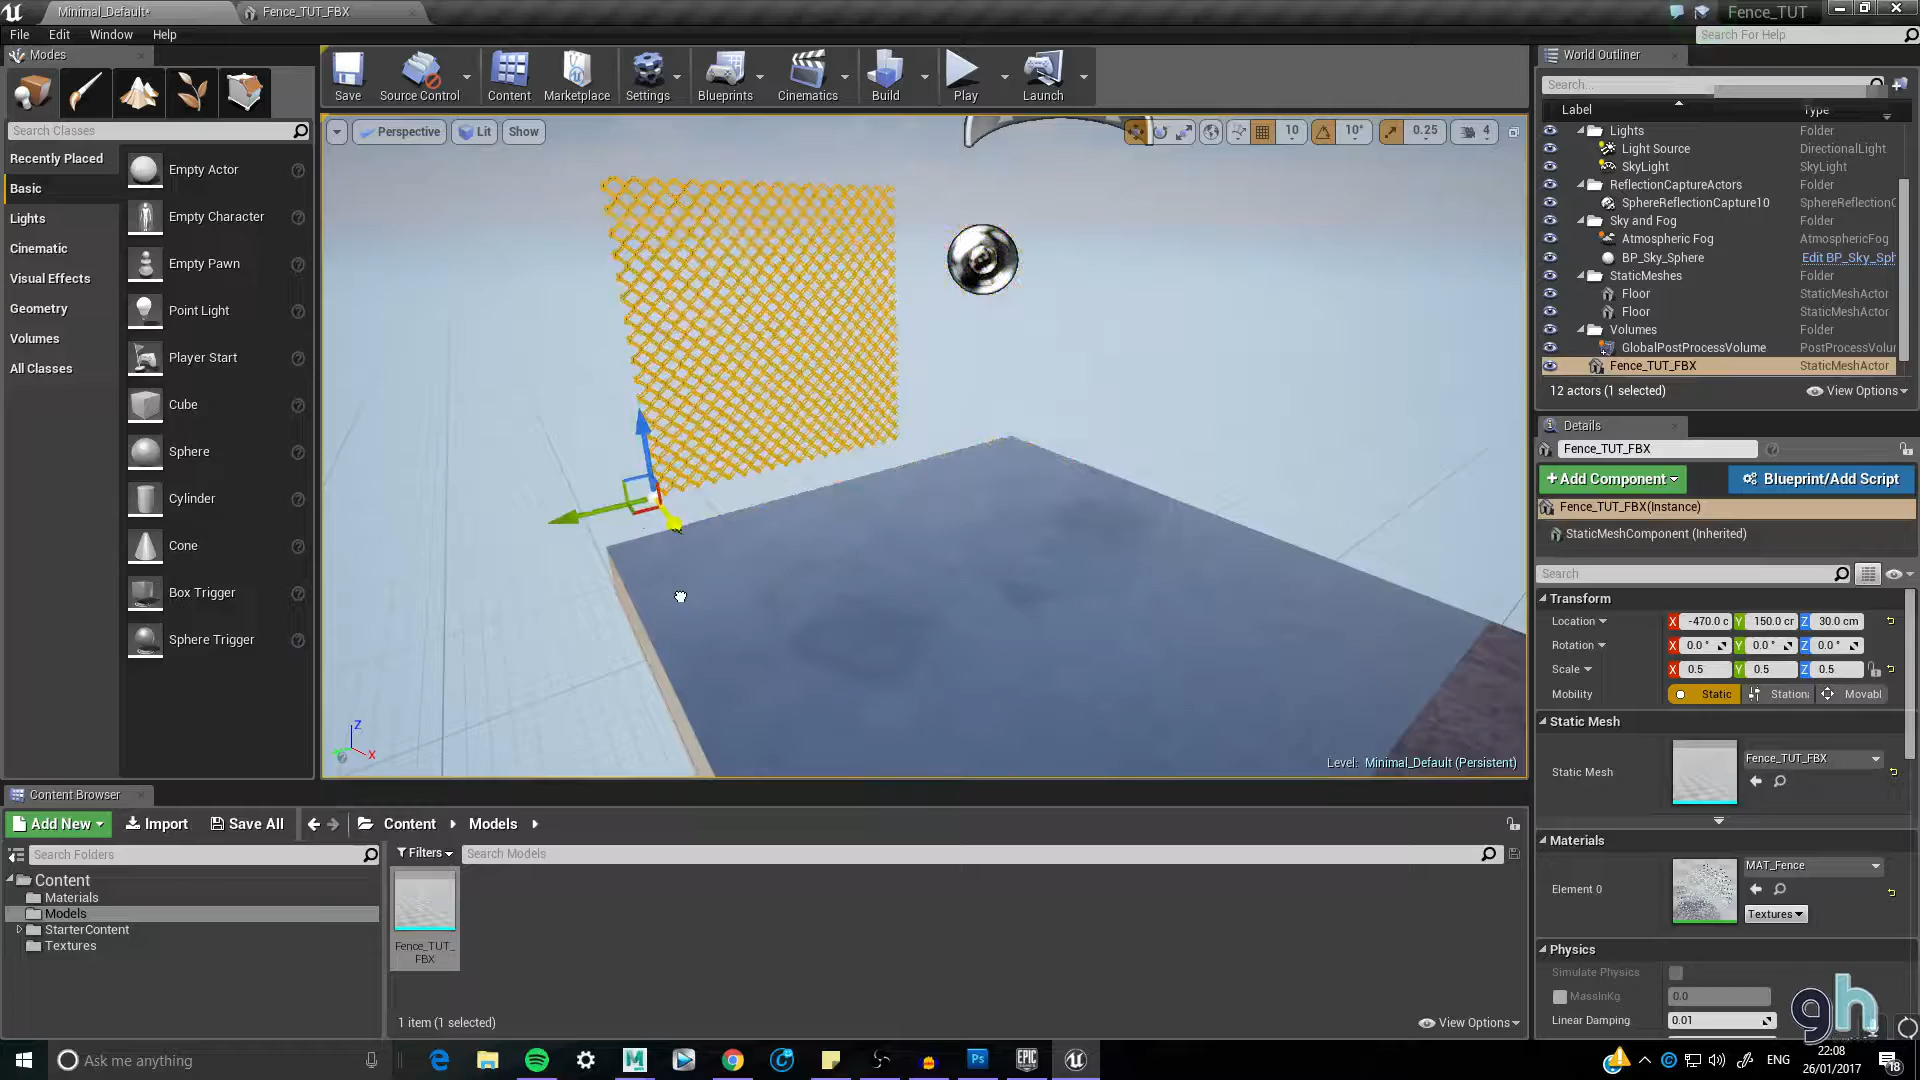 Minimal_Default*
Fence_TUT_FBX
Fence_TUT
File Edit Window Help
Search For Help
Modes
Search Classes
Recently Placed
Basic
Lights
Cinematic
Visual Effects
Geometry
Volumes
All Classes
Empty Actor
Empty Character
Empty Pawn
Point Light
Player Start
Cube
Sphere
Cylinder
Cone
Box Trigger
Sphere Trigger
Save
Source Control
Content
Marketplace
Settings
Blueprints
Cinematics
Build
Play
Launch
Perspective
Lit
Show
10
10°
0.25
4
Z
X
Level: Minimal_Default (Persistent)
World Outliner
Search...
Label Type
Lights Folder
Light Source DirectionalLight
SkyLight SkyLight
ReflectionCaptureActors Folder
SphereReflectionCapture10 SphereReflectionC
Sky and Fog Folder
Atmospheric Fog AtmosphericFog
BP_Sky_Sphere Edit BP_Sky_Sph
StaticMeshes Folder
Floor StaticMeshActor
Floor StaticMeshActor
Volumes Folder
GlobalPostProcessVolume PostProcessVolu
Fence_TUT_FBX StaticMeshActor
12 actors (1 selected)
View Options
Details
Fence_TUT_FBX
+Add Component
Blueprint/Add Script
Fence_TUT_FBX(Instance)
StaticMeshComponent (Inherited)
Search
Transform
Location X -470.0 c Y 150.0 cr Z 30.0 cm
Rotation X 0.0 ° Y 0.0 ° Z 0.0 °
Scale X 0.5 Y 0.5 Z 0.5
Mobility Static Station Movabl
Static Mesh
Static Mesh
Fence_TUT_FBX
Materials
Element 0
MAT_Fence
Textures
Physics
Simulate Physics
MassInKg 0.0
Linear Damping 0.01
gh
Content Browser
Add New
Import
Save All
Content
Models
Search Folders
Filters
Search Models
Content
Materials
Models
StarterContent
Textures
Fence_TUT_
FBX
1 item (1 selected)
View Options
Ask me anything
Ps
EPIC
ENG
22:08
26/01/2017
18